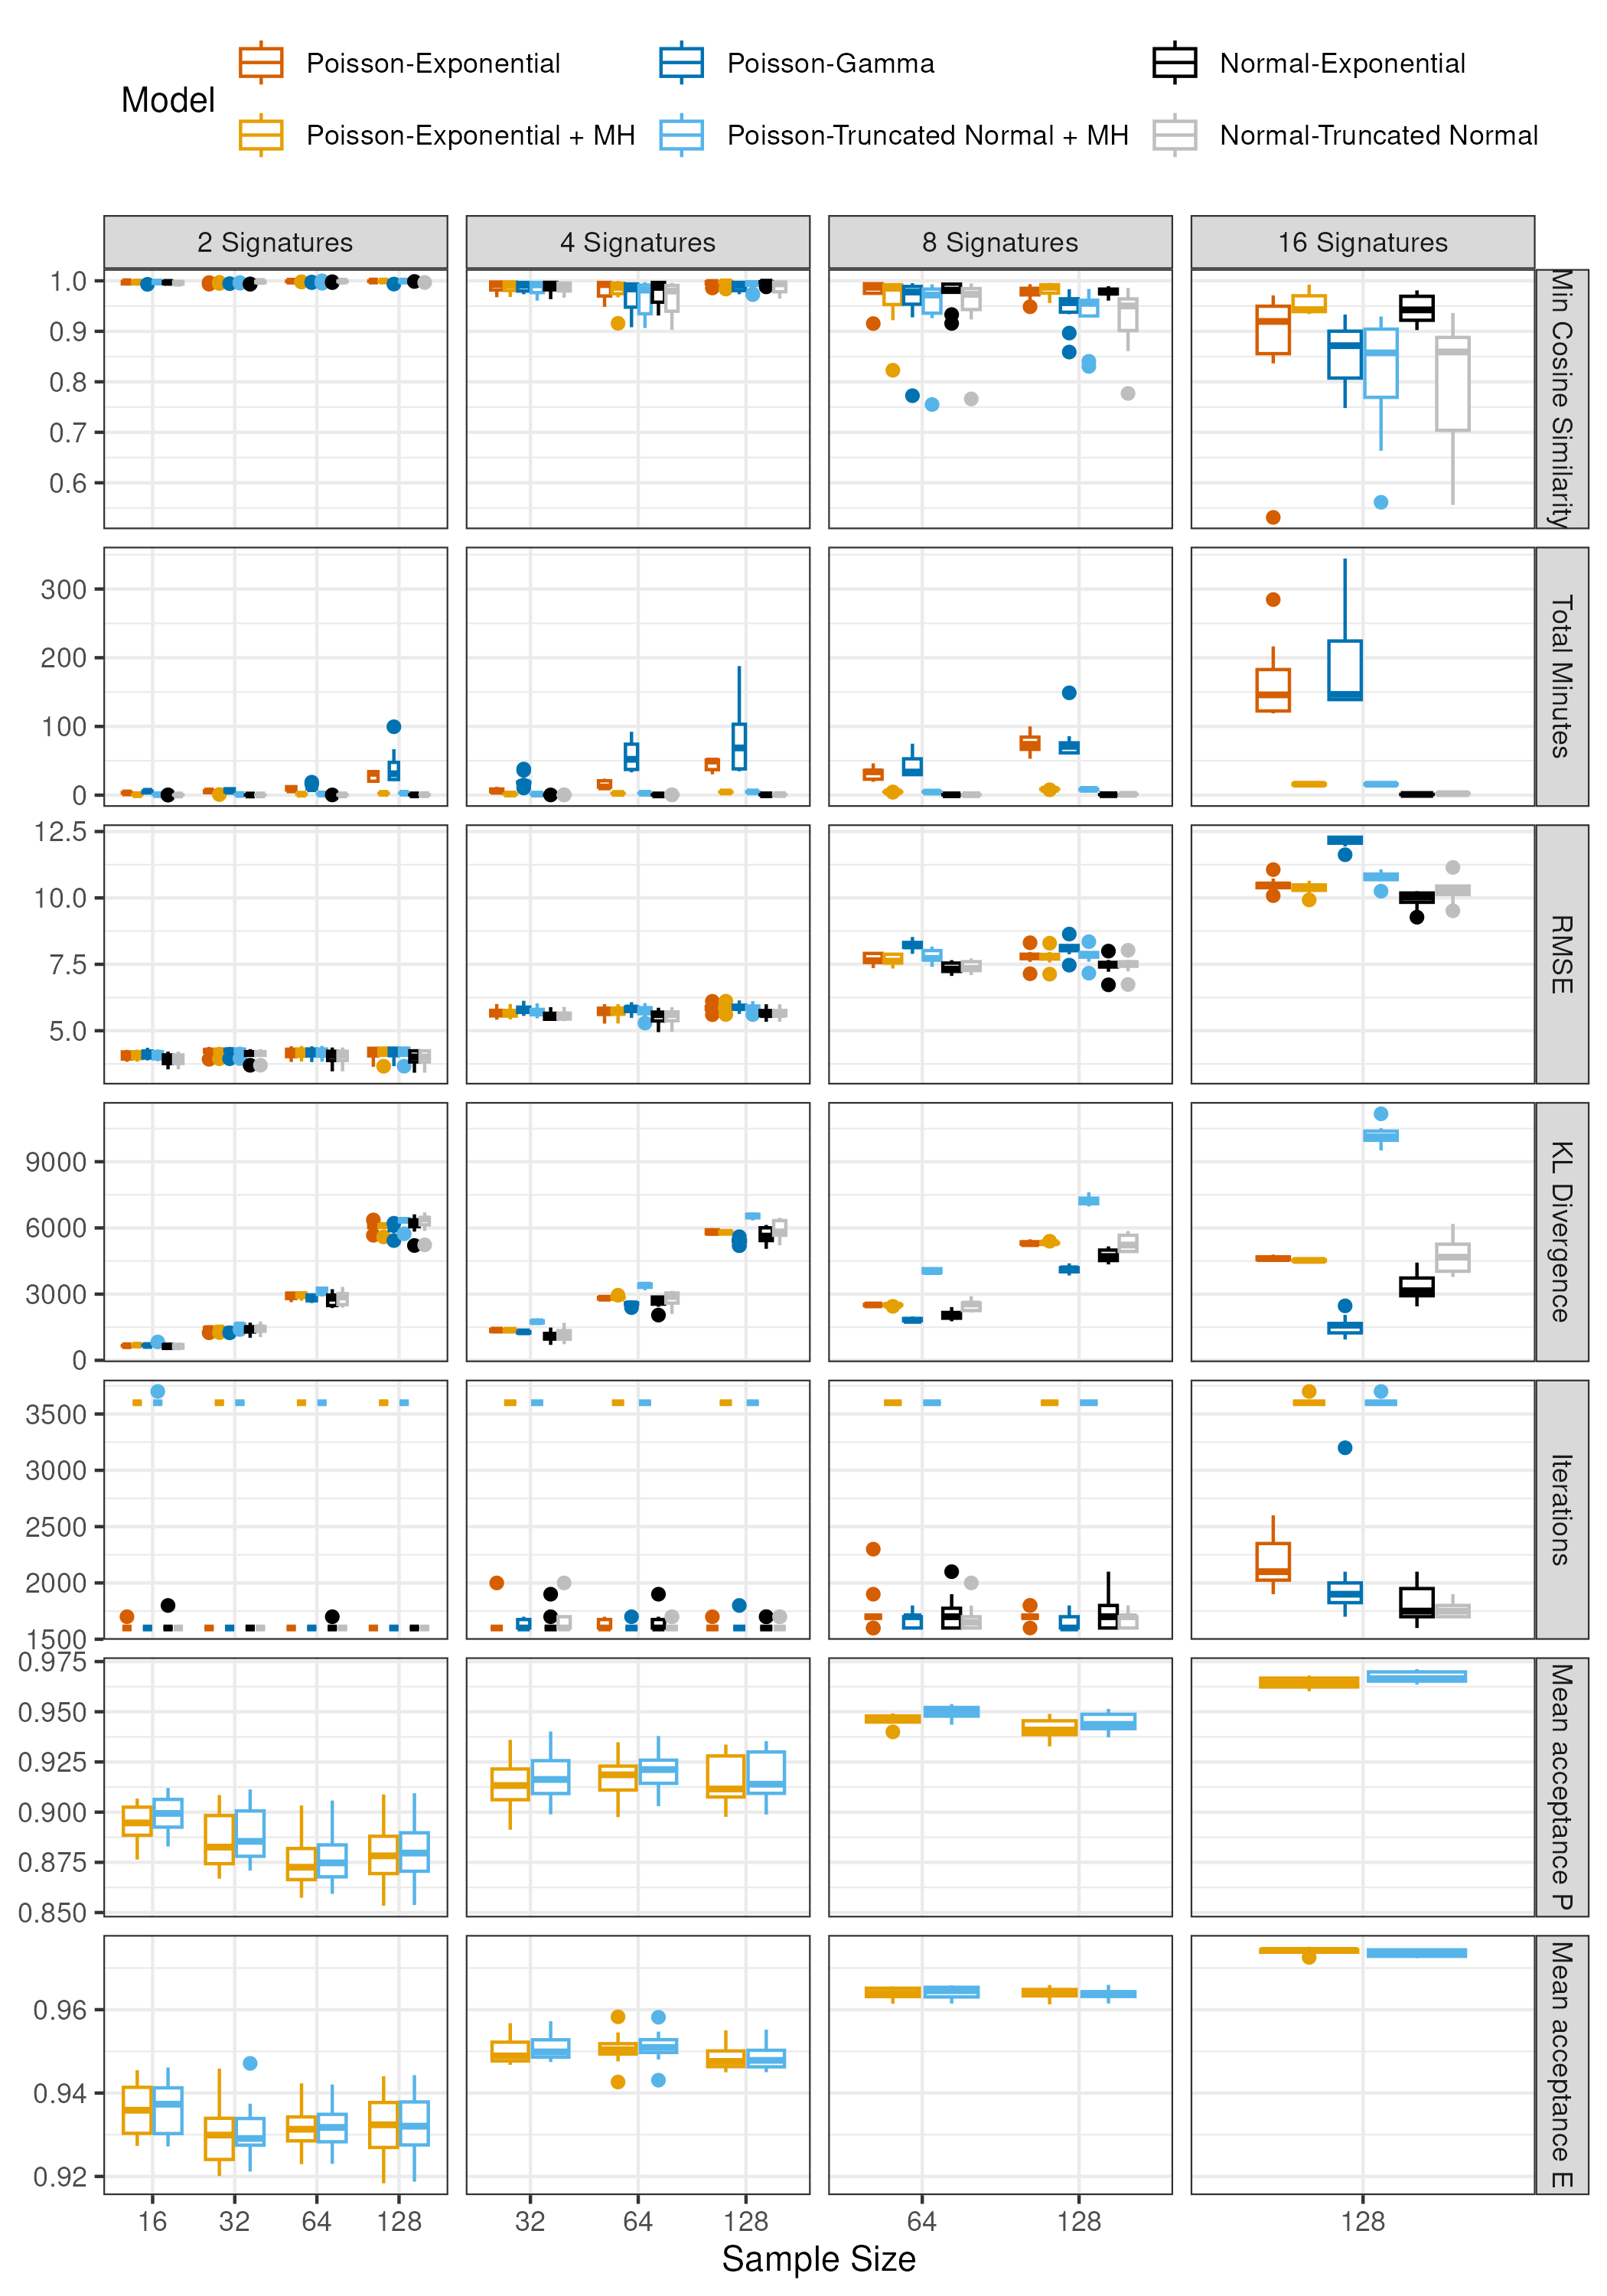 Model
Poisson-Exponential
Poisson-Gamma
Normal-Exponential
Poisson-Exponential + MH
Poisson-Truncated Normal + MH
Normal-Truncated Normal
2 Signatures
4 Signatures
8 Signatures
16 Signatures
1.0
0.9
0.8
0.7
0.6
Min Cosine Similarity
300
200
100
0
Total Minutes
12.5
10.0
7.5
5.0
RMSE
9000
6000
3000
0
KL Divergence
3500
3000
2500
2000
1500
Iterations
0.975
0.950
0.925
0.900
0.875
0.850
Mean acceptance P
0.96
0.94
0.92
Mean acceptance E
16
32
64
128
32
64
128
64
128
128
Sample Size